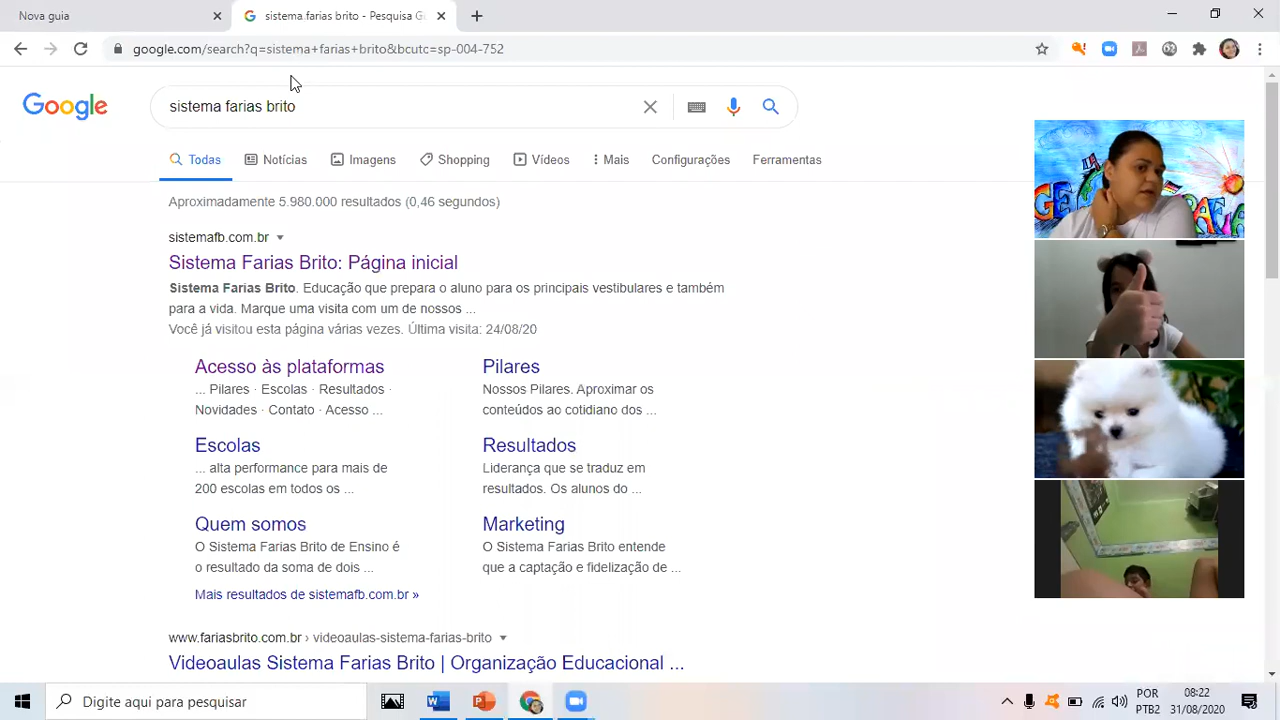 Nova guia
sistema farias brito - Pesquisa G
google.com/search?q=sistema+farias+brito&bcutc=sp-004-752
Google
sistema farias brito
Todas Notícias Imagens Shopping Vídeos Mais Configurações Ferramentas
Aproximadamente 5.980.000 resultados (0,46 segundos)
sistemafb.com.br
Sistema Farias Brito: Página inicial
Sistema Farias Brito. Educação que prepara o aluno para os principais vestibulares e também
para a vida. Marque uma visita com um de nossos ...
Você já visitou esta página várias vezes. Última visita: 24/08/20
Acesso às plataformas
... Pilares · Escolas · Resultados ·
Novidades · Contato · Acesso ...
Pilares
Nossos Pilares. Aproximar os
conteúdos ao cotidiano dos ...
Escolas
... alta performance para mais de
200 escolas em todos os ...
Resultados
Liderança que se traduz em
resultados. Os alunos do ...
Quem somos
O Sistema Farias Brito de Ensino é
o resultado da soma de dois ...
Marketing
O Sistema Farias Brito entende
que a captação e fidelização de ...
Mais resultados de sistemafb.com.br »
www.fariasbrito.com.br › videoaulas-sistema-farias-brito
Videoaulas Sistema Farias Brito | Organização Educacional ...
Digite aqui para pesquisar
POR
PTB2
08:22
31/08/2020